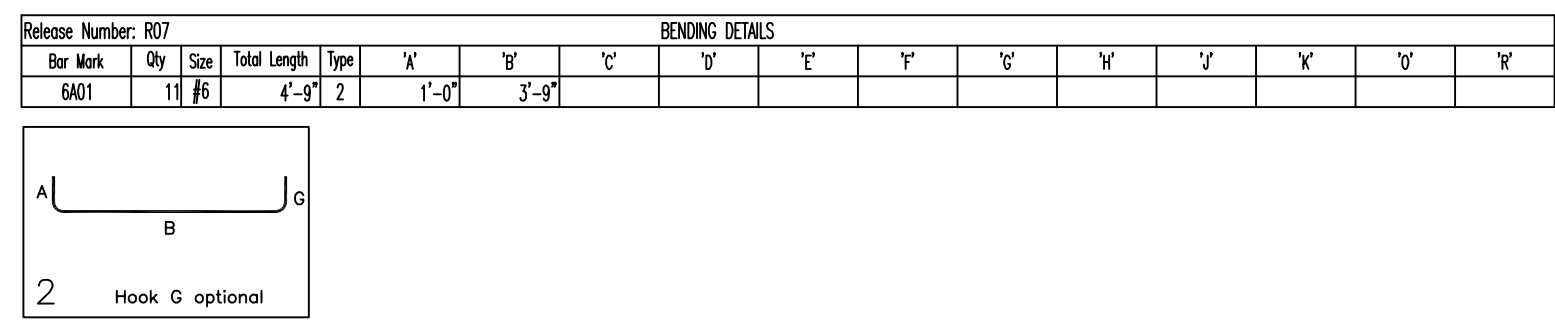 Release Number: R07 BENDING DETAILS
Bar Mark Qty Size Total Length Type 'A' 'B' 'C' 'D' 'E' 'F' 'G' 'H' 'J' 'K' 'O' 'R'
6A01 11 #6 4'-9" 2 1'-0" 3'-9"
A G
B
2 Hook G optional